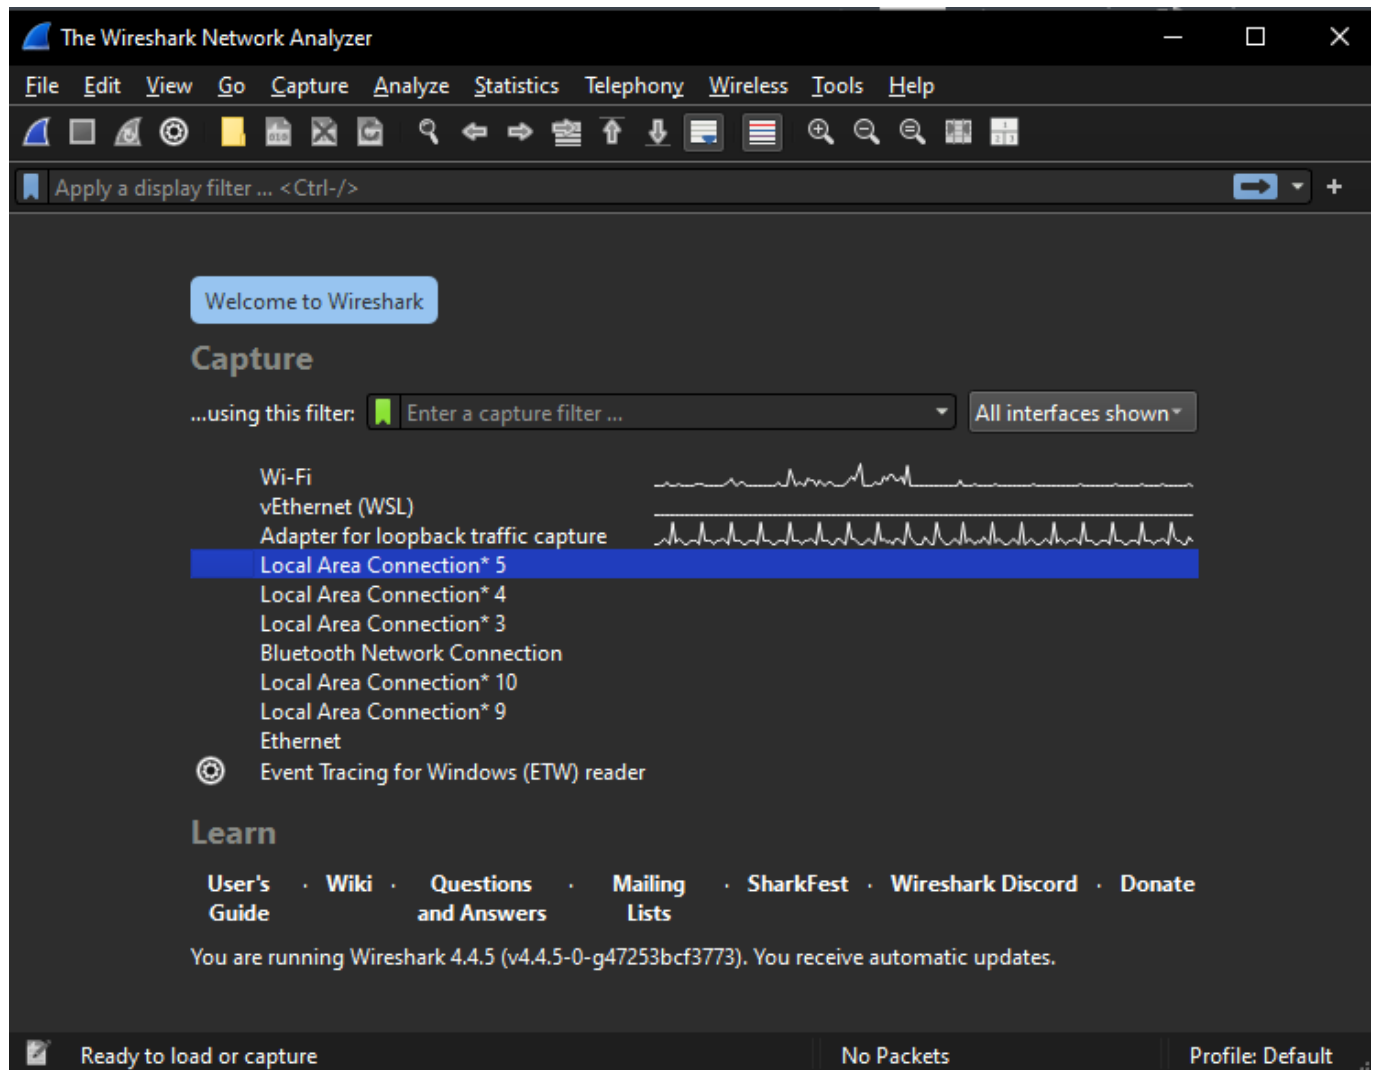 The Wireshark Network Analyzer
File Edit View Go Capture Analyze Statistics Telephony Wireless Tools Help
Apply a display filter ... <Ctrl-/>
Welcome to Wireshark
Capture
...using this filter: Enter a capture filter ... All interfaces shown
Wi-Fi
vEthernet (WSL)
Adapter for loopback traffic capture
Local Area Connection* 5
Local Area Connection* 4
Local Area Connection* 3
Bluetooth Network Connection
Local Area Connection* 10
Local Area Connection* 9
Ethernet
Event Tracing for Windows (ETW) reader
Learn
User's Guide · Wiki · Questions and Answers · Mailing Lists · SharkFest · Wireshark Discord · Donate
You are running Wireshark 4.4.5 (v4.4.5-0-g47253bcf3773). You receive automatic updates.
Ready to load or capture No Packets Profile: Default